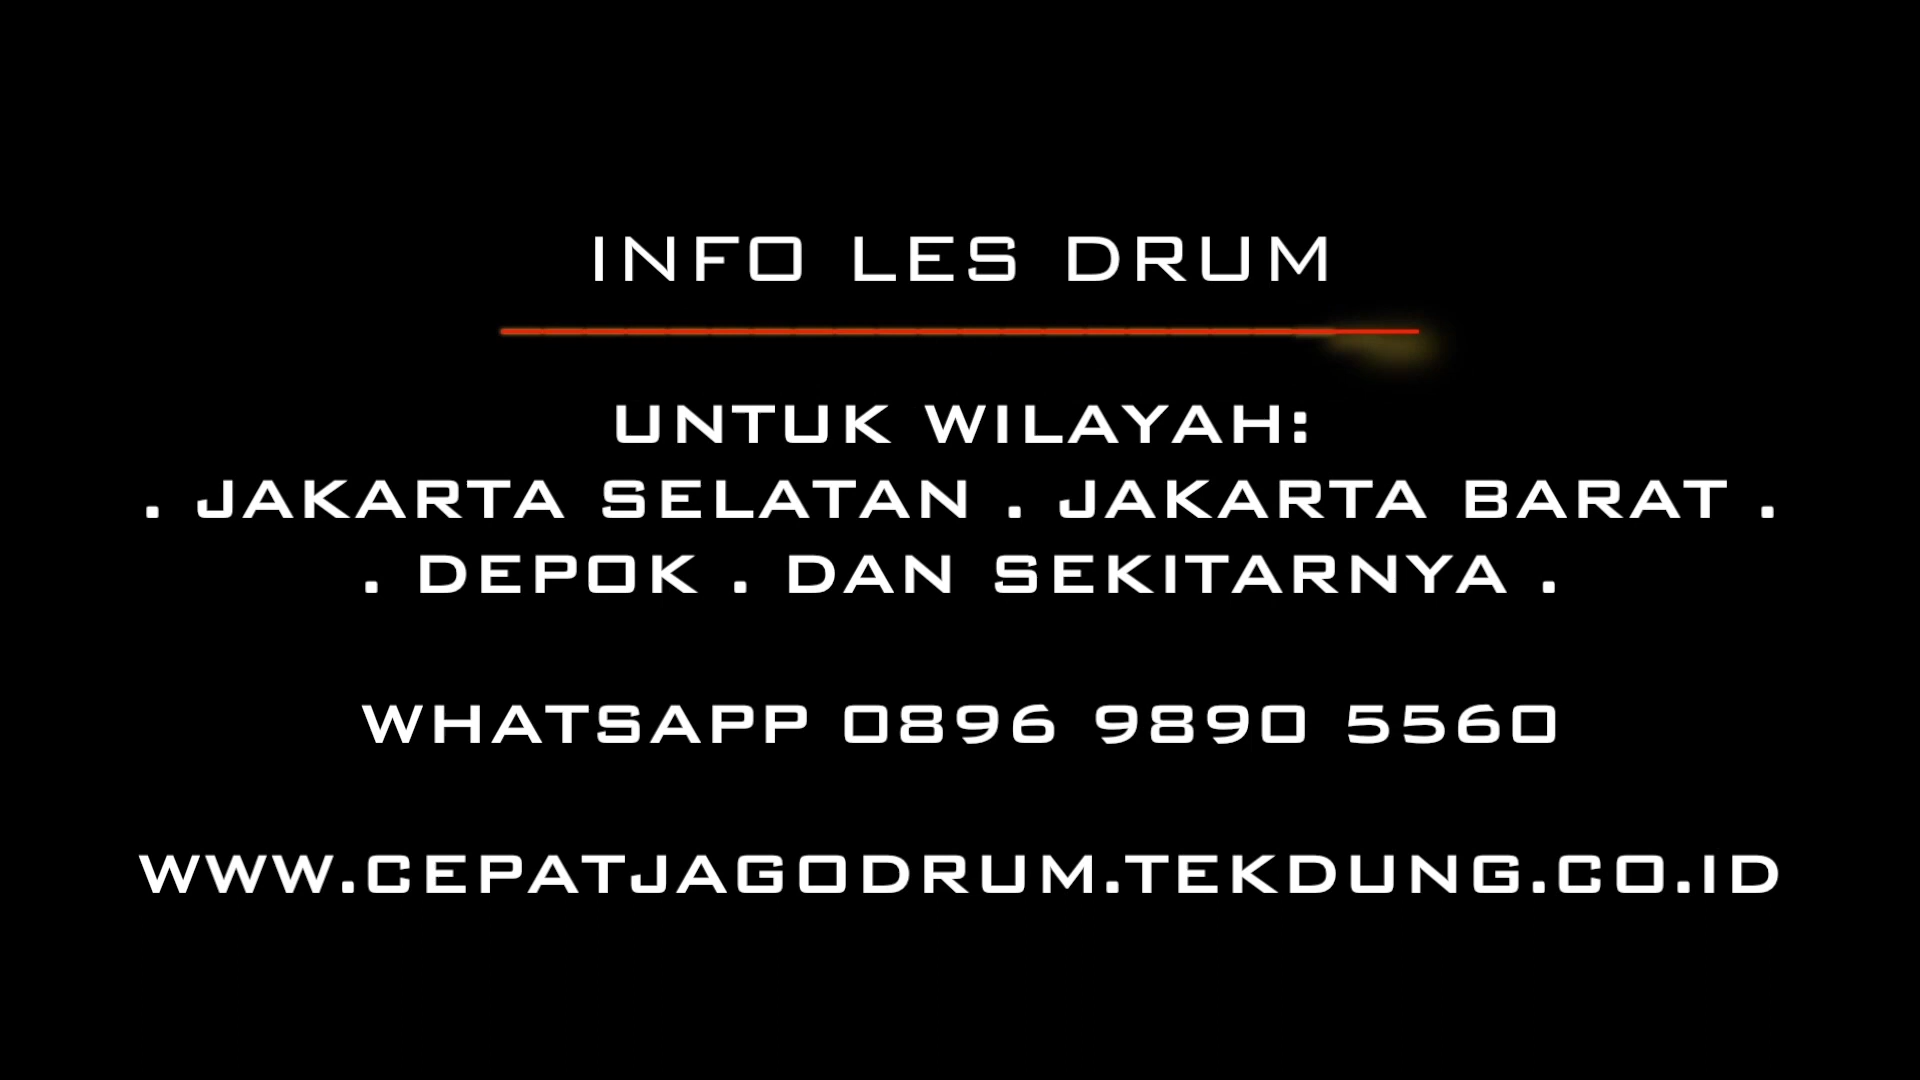 INFO LES DRUM
UNTUK WILAYAH:
. JAKARTA SELATAN . JAKARTA BARAT .
. DEPOK . DAN SEKITARNYA .
WHATSAPP 0896 9890 5560
WWW.CEPATJAGODRUM.TEKDUNG.CO.ID